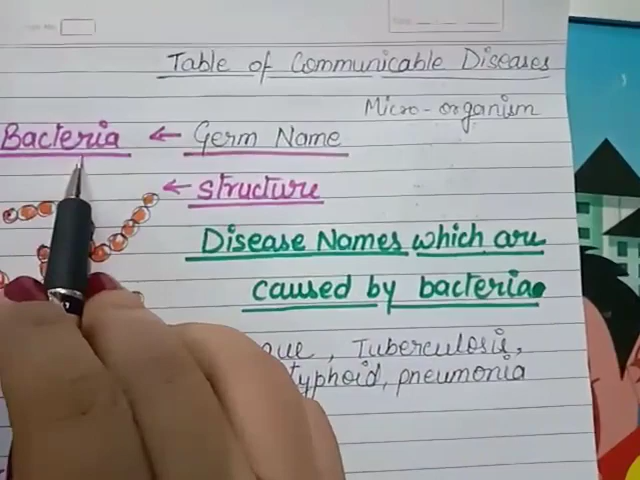 Table of Communicable Diseases
Micro-organism
Bacteria ← Germ Name
← structure
Disease Names which are
caused by bacteria
Tuberculosis,
typhoid, pneumonia